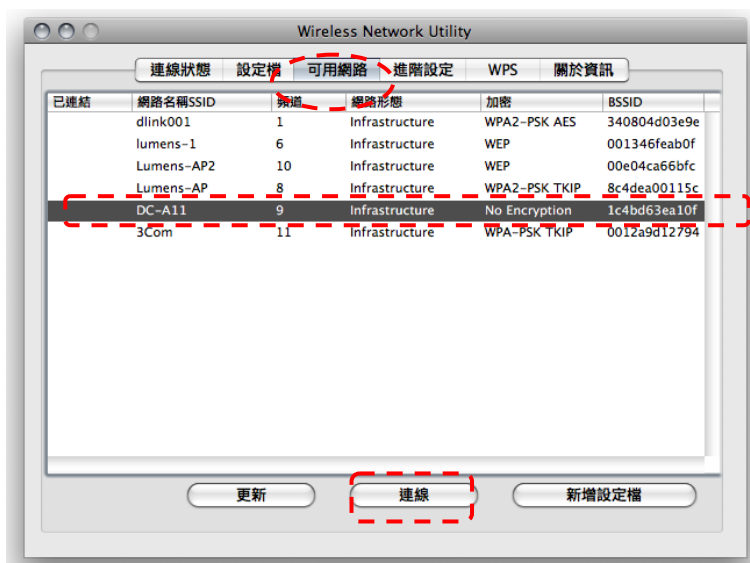 Wireless Network Utility
連線狀態 設定檔 可用網路 進階設定 WPS 關於資訊
已連結 網路名稱SSID 頻道 網路形態 加密 BSSID
dlink001 1 Infrastructure WPA2-PSK AES 340804d03e9e
lumens-1 6 Infrastructure WEP 001346feab0f
Lumens-AP2 10 Infrastructure WEP 00e04ca66bfc
Lumens-AP 8 Infrastructure WPA2-PSK TKIP 8c4dea00115c
DC-A11 9 Infrastructure No Encryption 1c4bd63ea10f
3Com 11 Infrastructure WPA-PSK TKIP 0012a9d12794
更新 連線 新增設定檔